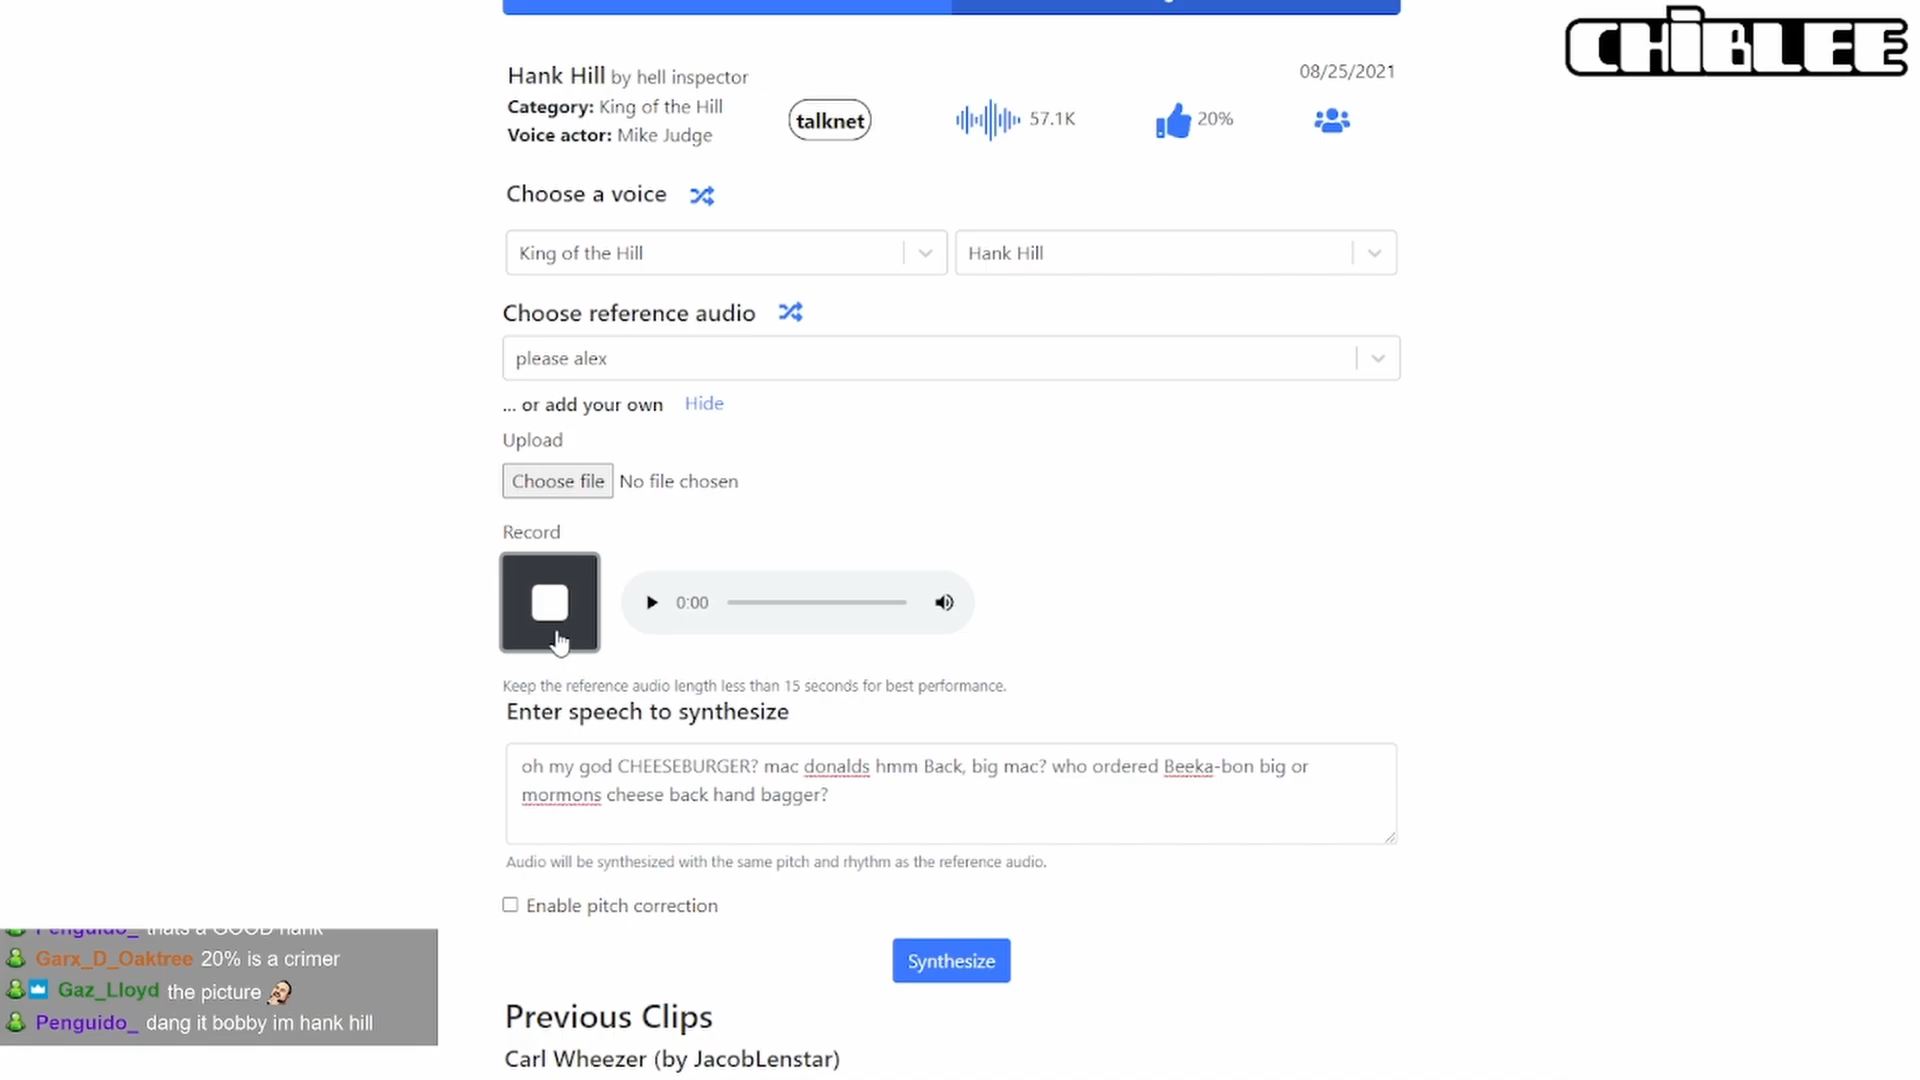 CHiBLEE
Hank Hill by hell inspector
08/25/2021
Category: King of the Hill
Voice actor: Mike Judge
talknet
57.1K
20%
Choose a voice
King of the Hill
Hank Hill
Choose reference audio
please alex
... or add your own Hide
Upload
Choose file No file chosen
Record
0:00
Keep the reference audio length less than 15 seconds for best performance.
Enter speech to synthesize
oh my god CHEESEBURGER? mac donalds hmm Back, big mac? who ordered Beeka-bon big or
mormons cheese back hand bagger?
Audio will be synthesized with the same pitch and rhythm as the reference audio.
Enable pitch correction
Synthesize
Previous Clips
Carl Wheezer (by JacobLenstar)
Penguido_ thats a GOOD hank
Garx_D_Oaktree 20% is a crimer
Gaz_Lloyd the picture
Penguido_ dang it bobby im hank hill